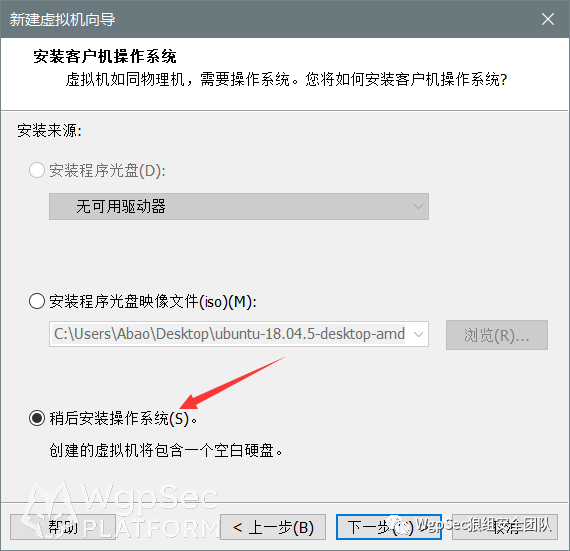 新建虚拟机向导
安装客户机操作系统
虚拟机如同物理机，需要操作系统。您将如何安装客户机操作系统?
安装来源:
安装程序光盘(D):
无可用驱动器
安装程序光盘映像文件(iso)(M):
C:\Users\Abao\Desktop\ubuntu-18.04.5-desktop-amd
浏览(R)...
稍后安装操作系统(S)。
创建的虚拟机将包含一个空白硬盘。
WgpSec
PLATFORM
帮助
< 上一步(B)
下一步
取消
WgpSec狼组安全团队